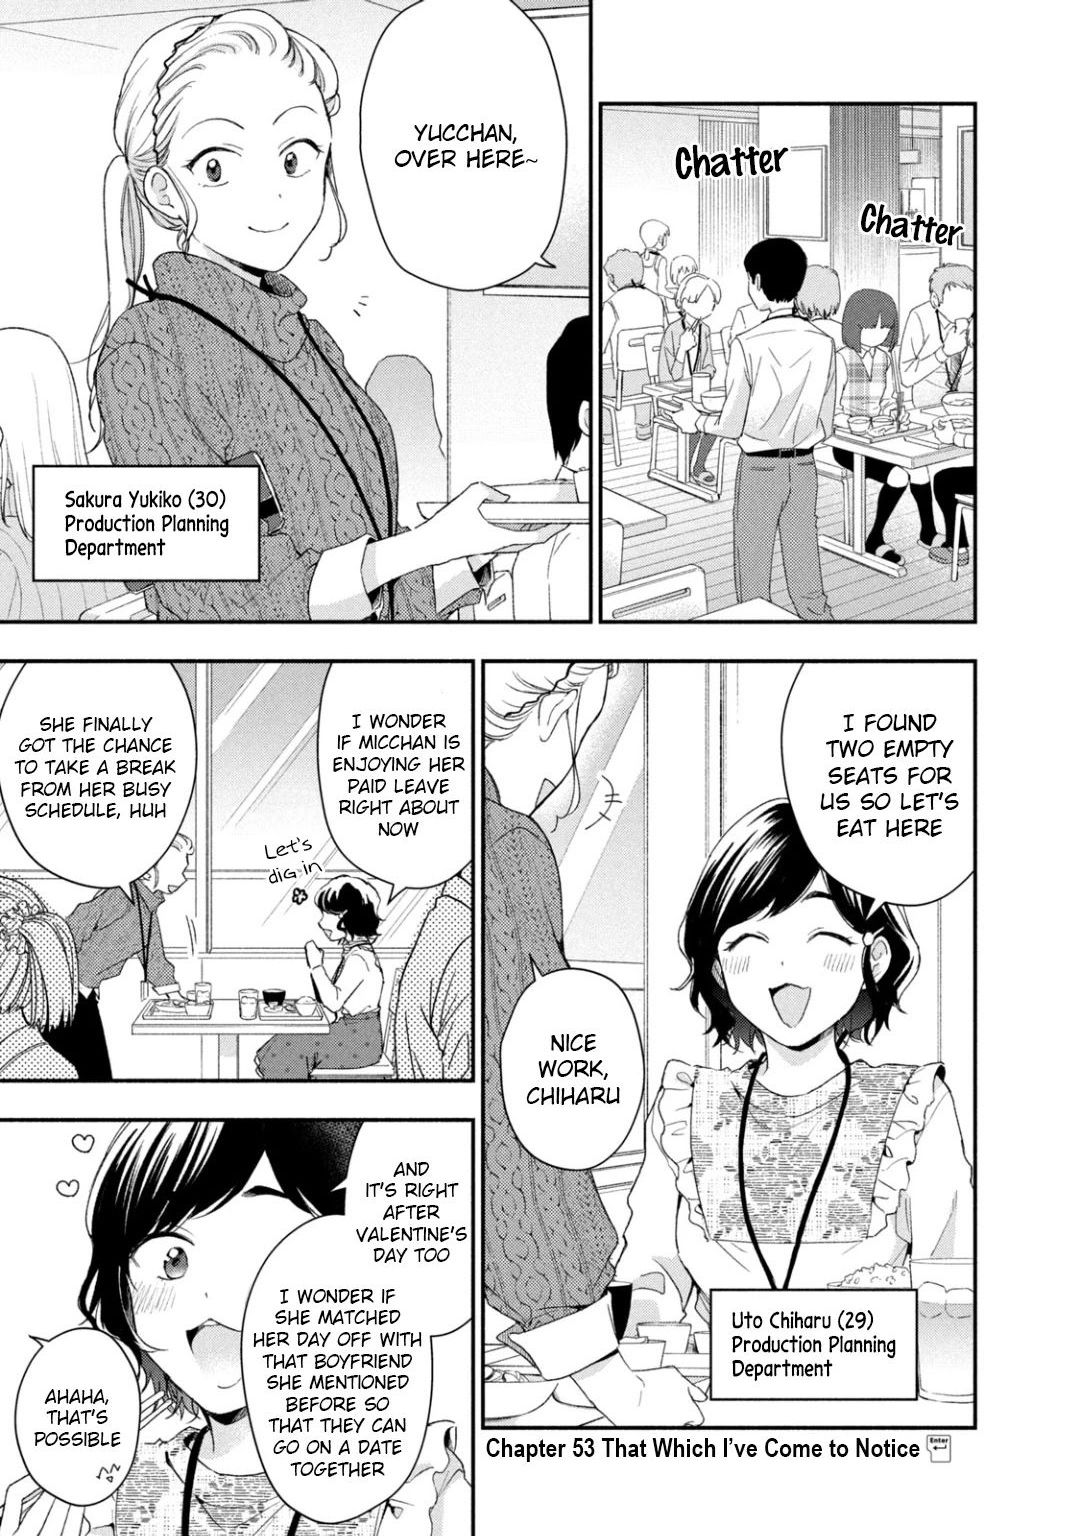 Chatter
Chatter
YUCCHAN,
OVER HERE~
Sakura Yukiko (30)
Production Planning
Department
I FOUND
TWO EMPTY
SEATS FOR
US SO LET'S
EAT HERE
NICE
WORK,
CHIHARU
Uto Chiharu (29)
Production Planning
Department
Chapter 53 That Which I've Come to Notice
Enter
I WONDER
IF MICCHAN IS
ENJOYING HER
PAID LEAVE
RIGHT ABOUT
NOW
Let's
dig in
SHE FINALLY
GOT THE CHANCE
TO TAKE A BREAK
FROM HER BUSY
SCHEDULE, HUH
AND
IT'S RIGHT
AFTER
VALENTINE'S
DAY TOO
I WONDER IF
SHE MATCHED
HER DAY OFF WITH
THAT BOYFRIEND
SHE MENTIONED
BEFORE SO
THAT THEY CAN
GO ON A DATE
TOGETHER
AHAHA,
THAT'S
POSSIBLE